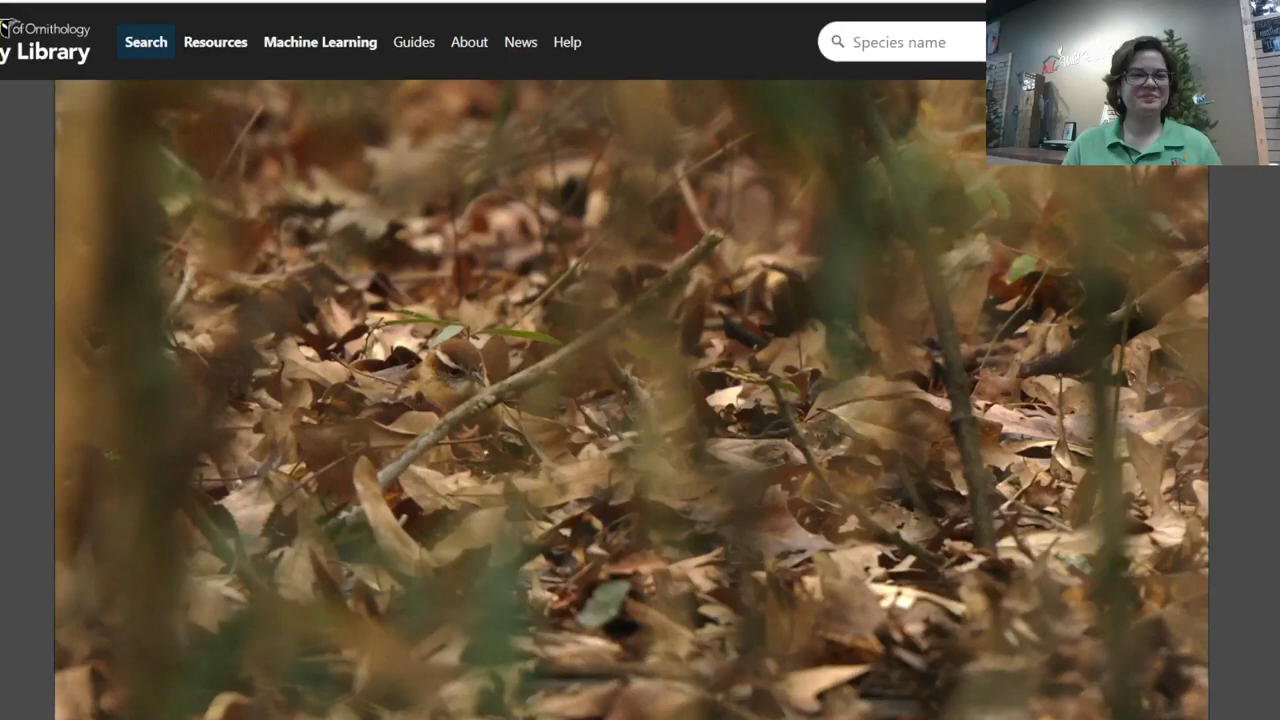 of Ornithology
y Library
Search
Resources
Machine Learning
Guides
About
News
Help
Species name